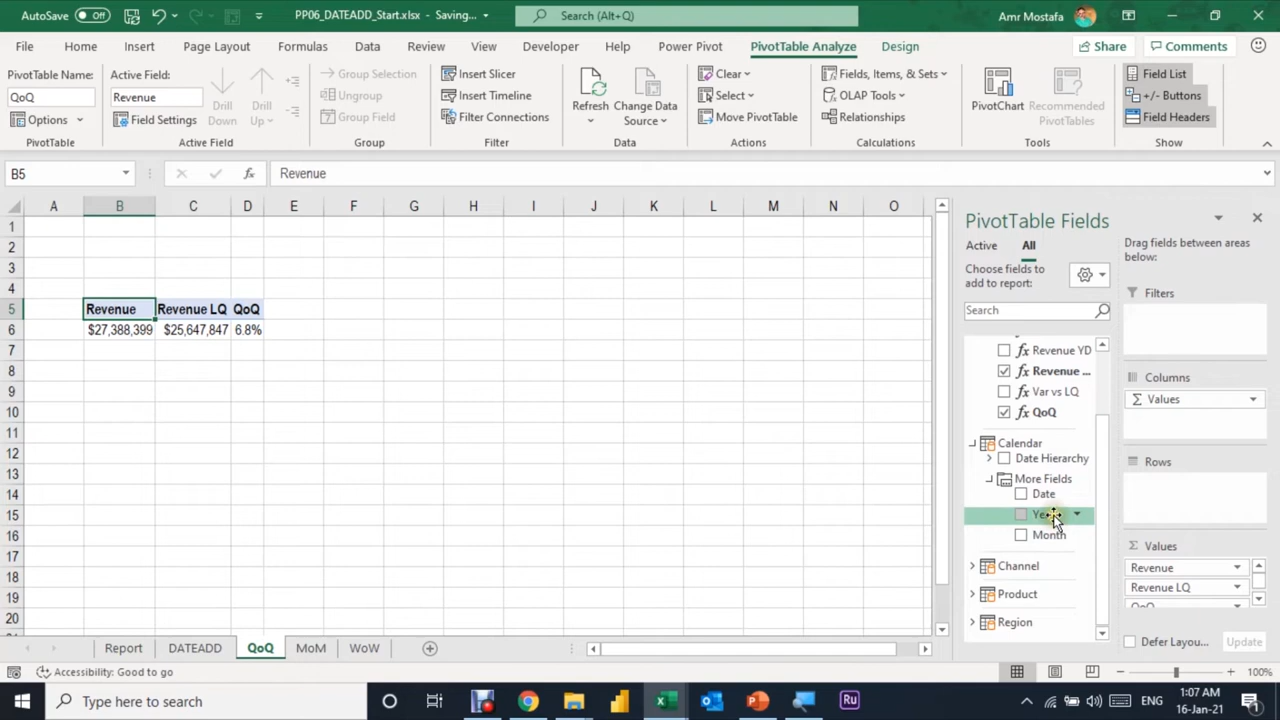 AutoSave Off PP06_DATEADD_Start.xlsx - Saving... Search (Alt+Q) Amr Mostafa
File Home Insert Page Layout Formulas Data Review View Developer Help Power Pivot PivotTable Analyze Design Share Comments
PivotTable Name:
QoQ
Options
PivotTable
Active Field:
Revenue
Field Settings
Drill Down
Drill Up
Active Field
Group Selection
Ungroup
Group Field
Group
Insert Slicer
Insert Timeline
Filter Connections
Filter
Refresh
Change Data Source
Data
Clear
Select
Move PivotTable
Actions
Fields, Items, & Sets
OLAP Tools
Relationships
Calculations
PivotChart
Recommended PivotTables
Tools
Field List
+/- Buttons
Field Headers
Show
B5 fx Revenue
A B C D E F G H I J K L M N O
1
2
3
4
5 Revenue Revenue LQ QoQ
6 $27,388,399 $25,647,847 6.8%
7
8
9
10
11
12
13
14
15
16
17
18
19
20
PivotTable Fields
Active All
Choose fields to
add to report:
Search
fx Revenue YD
fx Revenue ...
fx Var vs LQ
fx QoQ
Calendar
Date Hierarchy
More Fields
Date
Month
Channel
Product
Region
Drag fields between areas
below:
Filters
Columns
Σ Values
Rows
Σ Values
Revenue
Revenue LQ
QoQ
Defer Layou... Update
Report DATEADD QoQ MoM WoW
Accessibility: Good to go 100%
Type here to search Ru ENG 1:07 AM
16-Jan-21 1